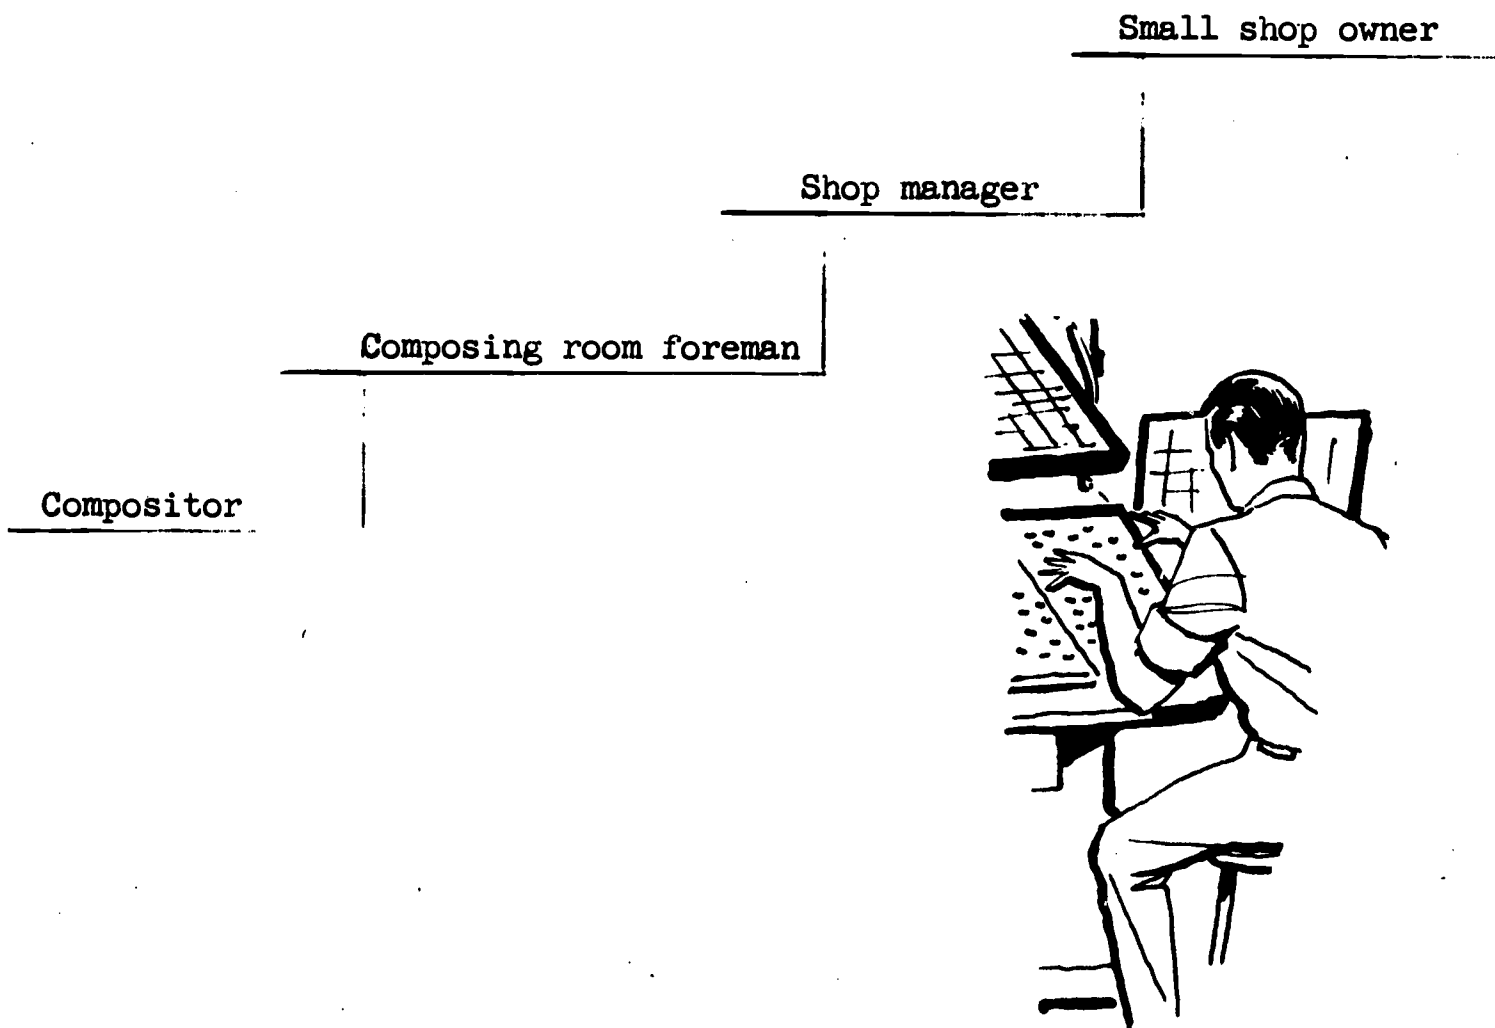 Small shop owner
Shop manager
Composing room foreman
Compositor